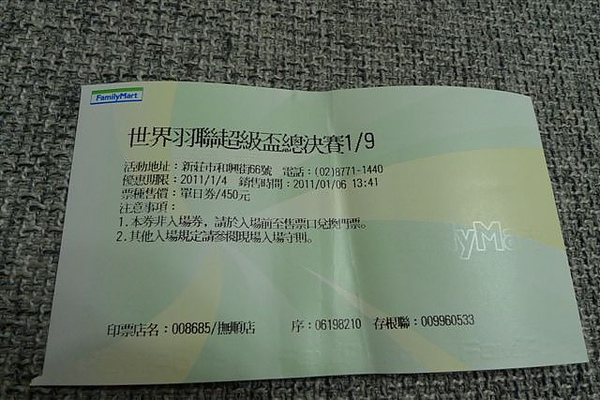 FamilyMart
世界羽聯超級盃總決賽1/9
活動地址：新莊市和興街66號 電話：(02)8771-1440
優惠期限：2011/1/4 銷售時間：2011/01/06 13:41
票種售價：單日券/450元
注意事項：
1.本券非入場券，請於入場前至售票口兌換門票。
2.其他入場規定請參閱現場入場守則。
yMa
印票店名：008685/撫順店 序：06198210 存根聯：009960533